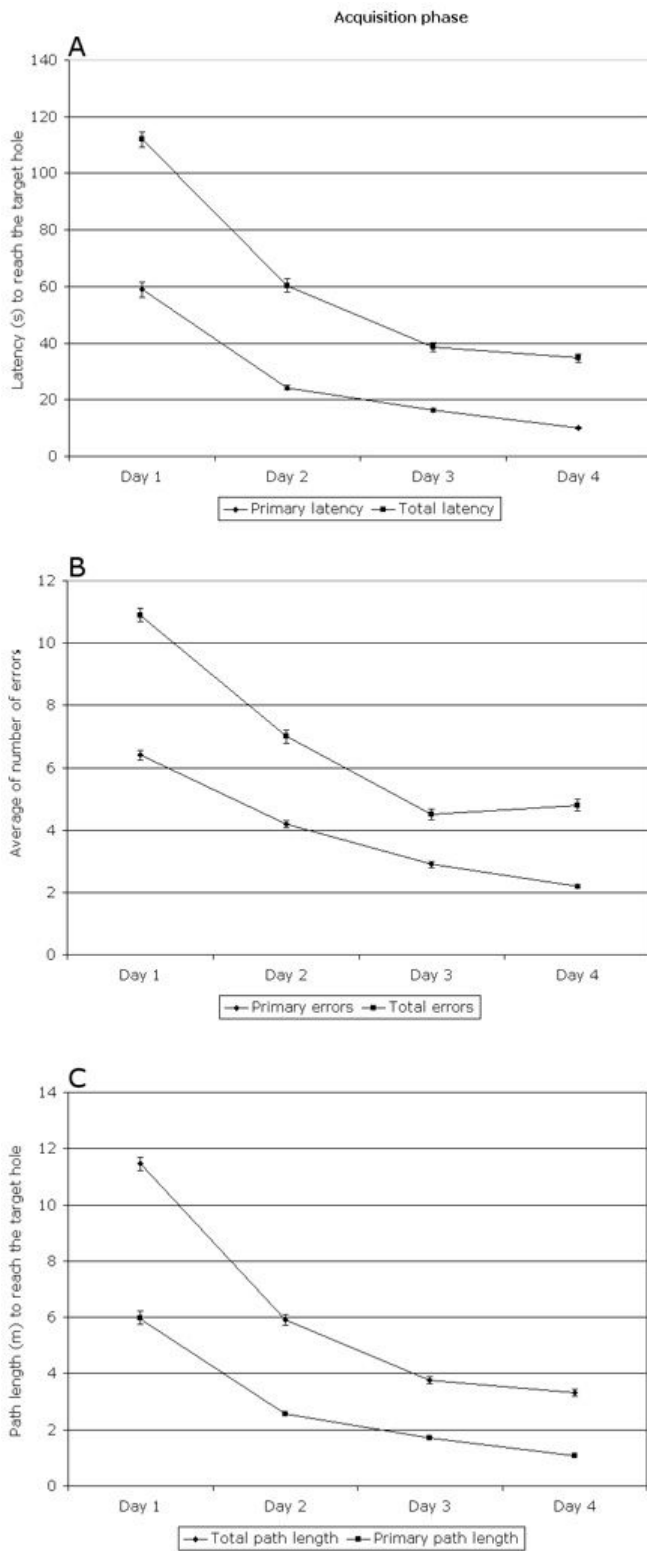 Acquisition phase
A
Latency (s) to reach the target hole
140
120
100
80
60
40
20
0
Day 1 Day 2 Day 3 Day 4
Primary latency Total latency
B
Average of number of errors
12
10
8
6
4
2
0
Day 1 Day 2 Day 3 Day 4
Primary errors Total errors
C
Path length (m) to reach the target hole
14
12
10
8
6
4
2
0
Day 1 Day 2 Day 3 Day 4
Total path length Primary path length